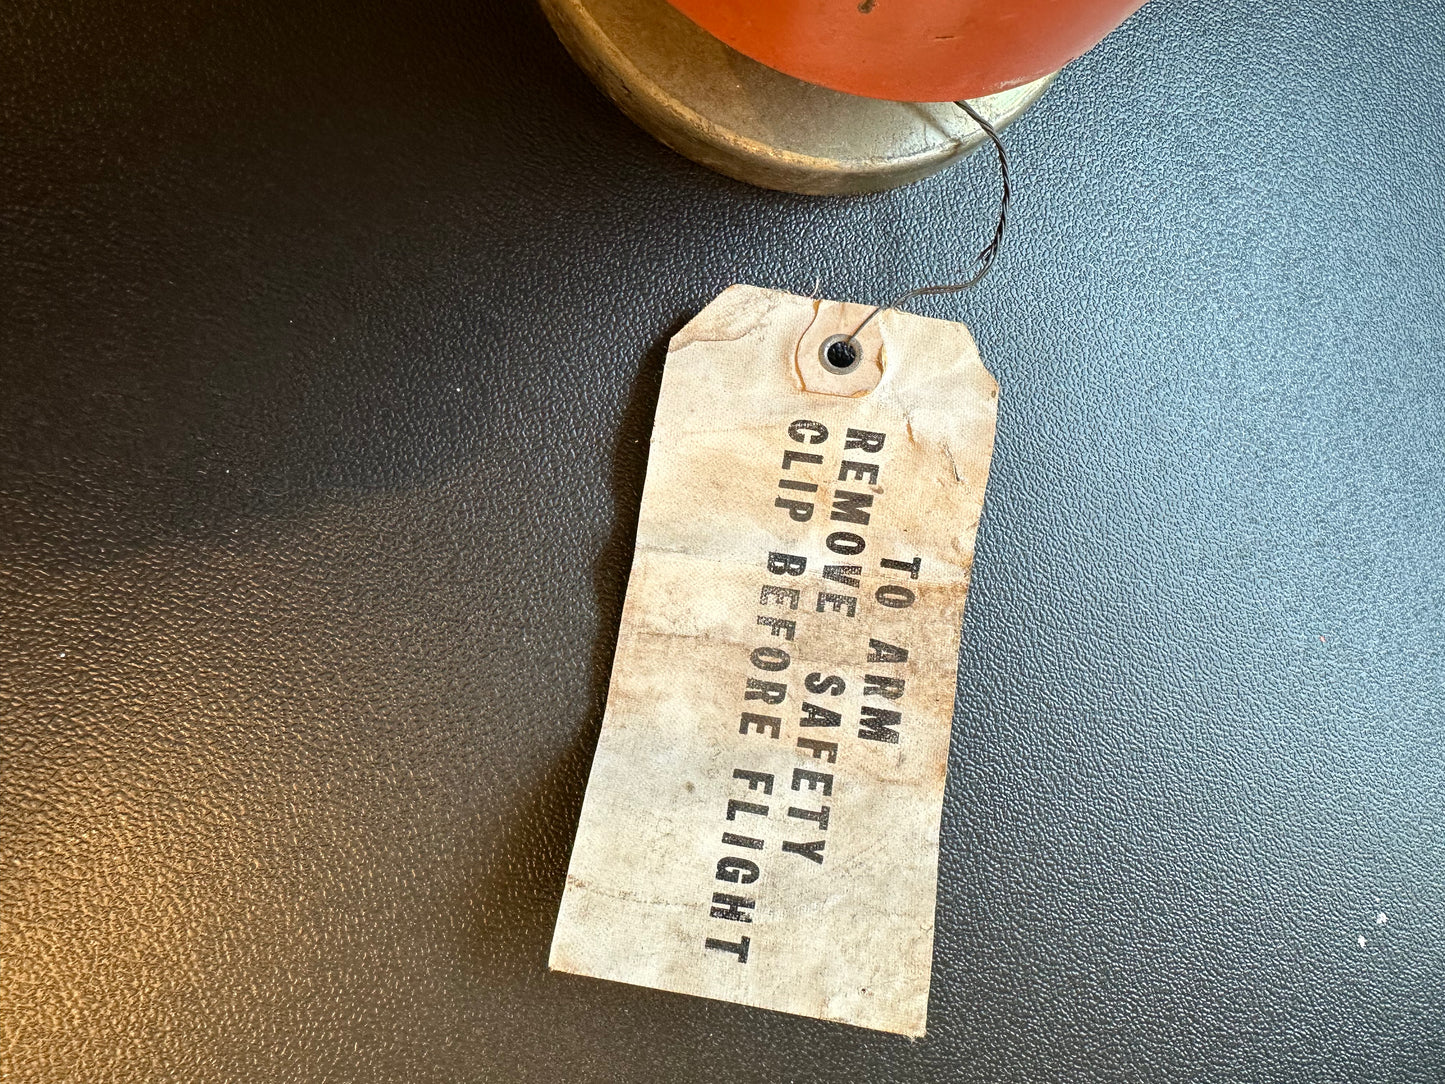 TO ARM
REMOVE SAFETY
CLIP BEFORE FLIGHT